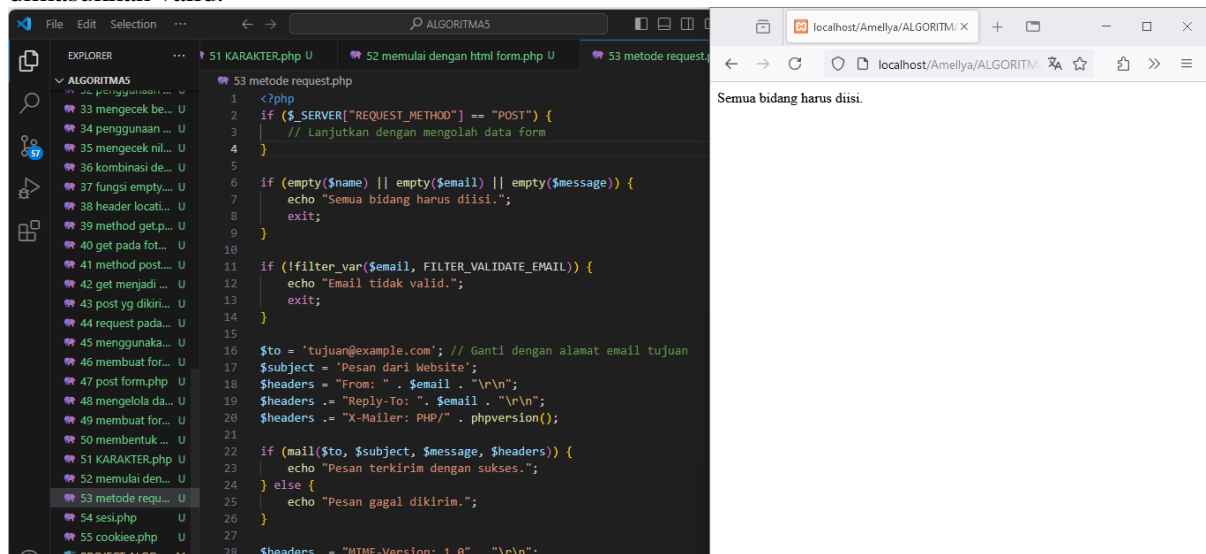 File Edit Selection ...
ALGORITMA5
localhost/Amellya/ALGORITM
EXPLORER ...
51 KARAKTER.php U
52 memulai dengan html form.php U
53 metode request.p
localhost/Amellya/ALGORITM
ALGORITMA5
53 metode request.php
Semua bidang harus diisi.
33 mengecek be... U
34 penggunaan ... U
35 mengecek nil... U
36 kombinasi de... U
37 fungsi empty.... U
38 header locati... U
39 method get.p... U
40 get pada fot... U
41 method post.... U
42 get menjadi ... U
43 post yg dikiri... U
44 request pada... U
45 menggunaka... U
46 membuat for... U
47 post form.php U
48 mengelola da... U
49 membuat for... U
50 membentuk ... U
51 KARAKTER.php U
52 memulai den... U
53 metode requ... U
54 sesi.php U
55 cookiee.php U
57
1 <?php
2 if ($_SERVER["REQUEST_METHOD"] == "POST") {
3 // Lanjutkan dengan mengolah data form
4 }
5
6 if (empty($name) || empty($email) || empty($message)) {
7 echo "Semua bidang harus diisi.";
8 exit;
9 }
10
11 if (!filter_var($email, FILTER_VALIDATE_EMAIL)) {
12 echo "Email tidak valid.";
13 exit;
14 }
15
16 $to = 'tujuan@example.com'; // Ganti dengan alamat email tujuan
17 $subject = 'Pesan dari Website';
18 $headers = "From: " . $email . "\r\n";
19 $headers .= "Reply-To: ". $email . "\r\n";
20 $headers .= "X-Mailer: PHP/" . phpversion();
21
22 if (mail($to, $subject, $message, $headers)) {
23 echo "Pesan terkirim dengan sukses.";
24 } else {
25 echo "Pesan gagal dikirim.";
26 }
27
28 $headers = "MIME-Version: 1.0" . "\r\n";